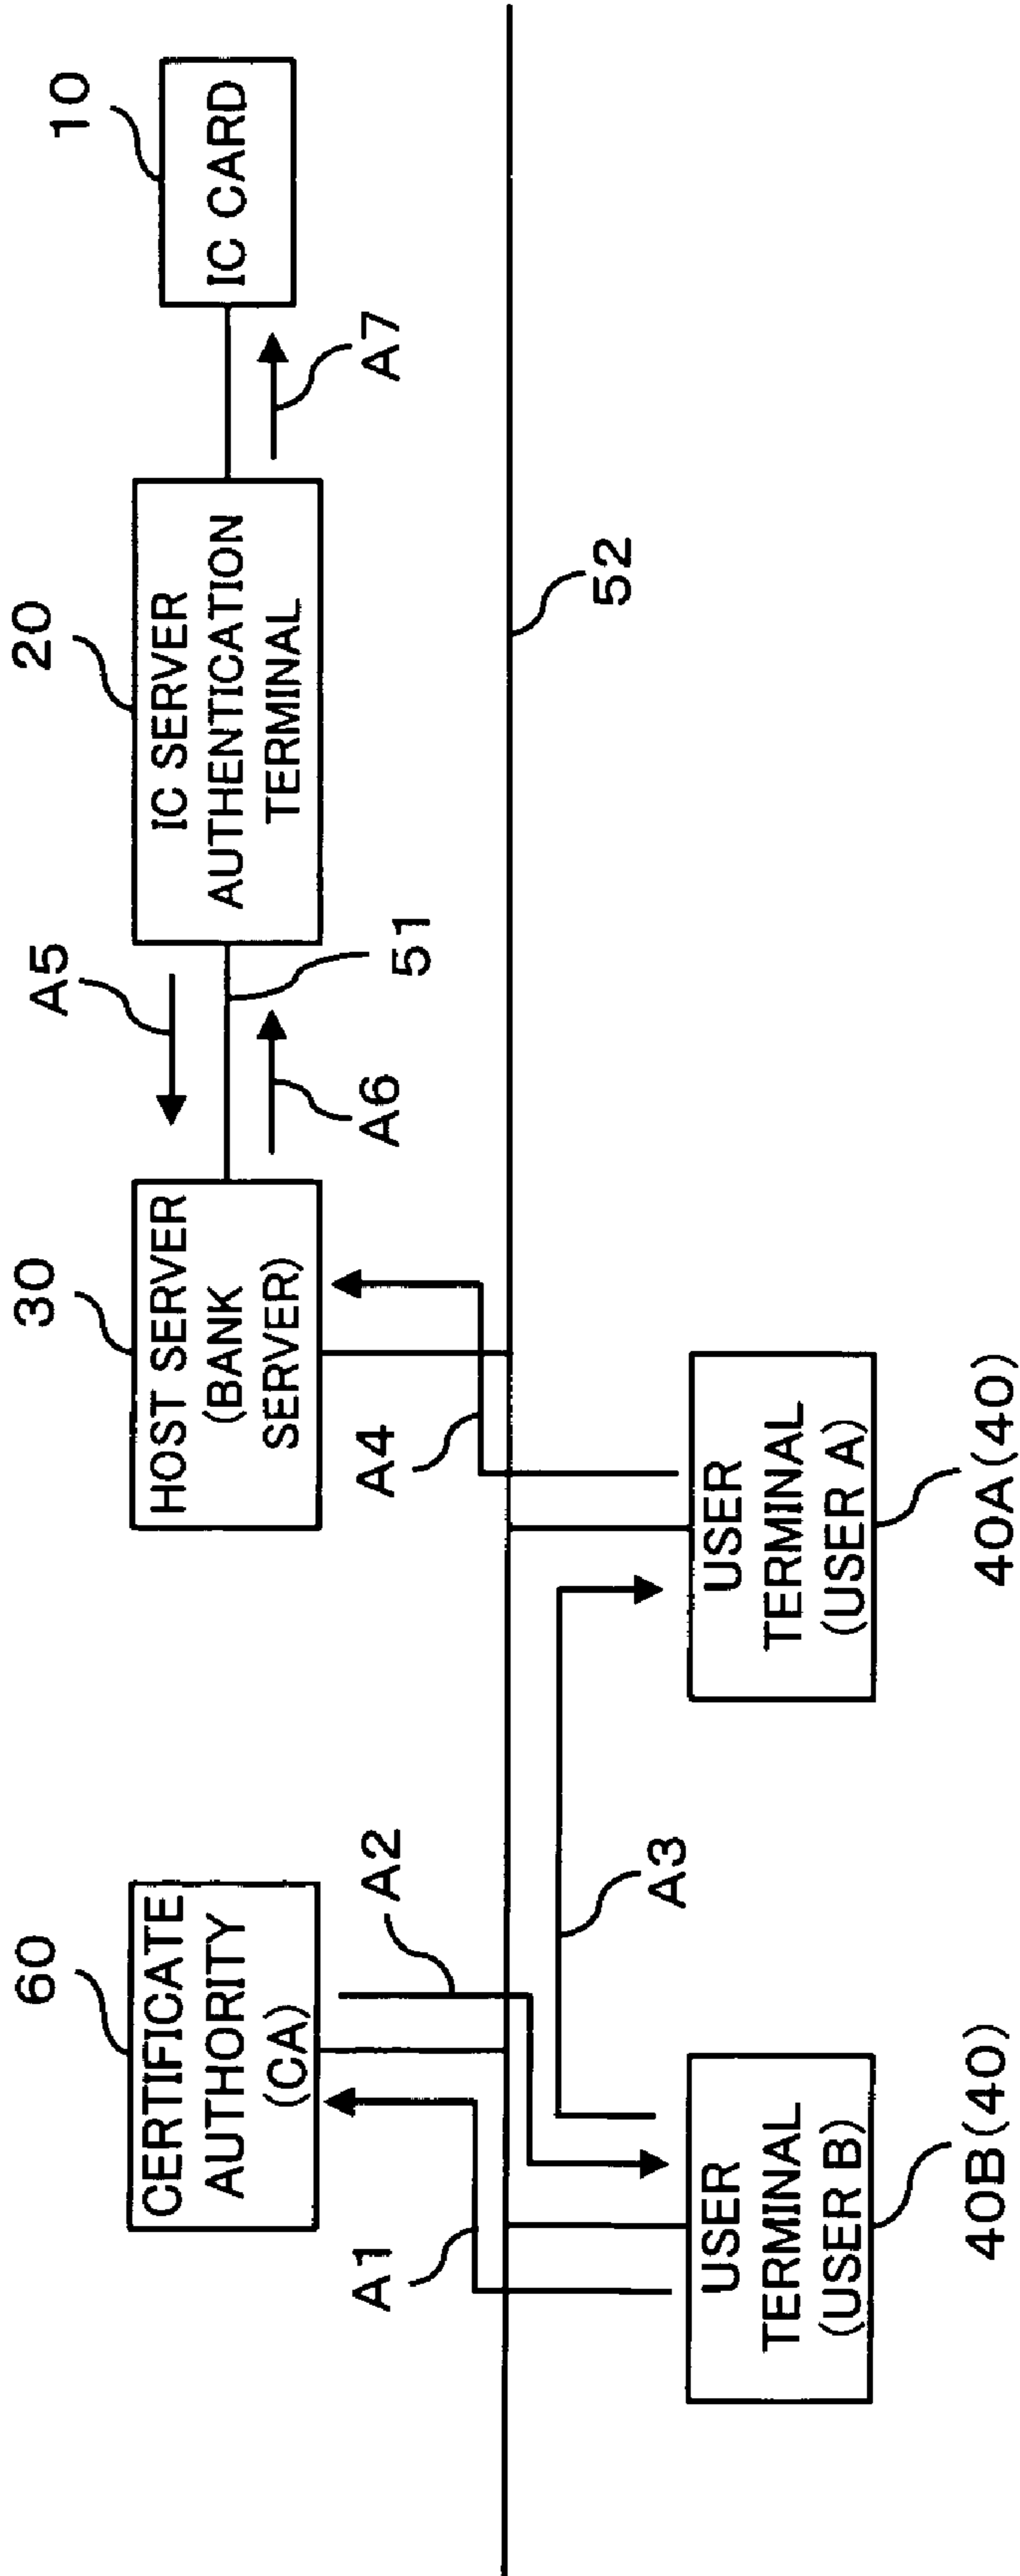 60
CERTIFICATE
AUTHORITY
(CA)
30
HOST SERVER
(BANK
SERVER)
A5
20
IC SERVER
AUTHENTICATION
TERMINAL
10
IC CARD
A1
A2
A4
A6
51
A7
52
A3
USER
TERMINAL
(USER B)
40B(40)
USER
TERMINAL
(USER A)
40A(40)